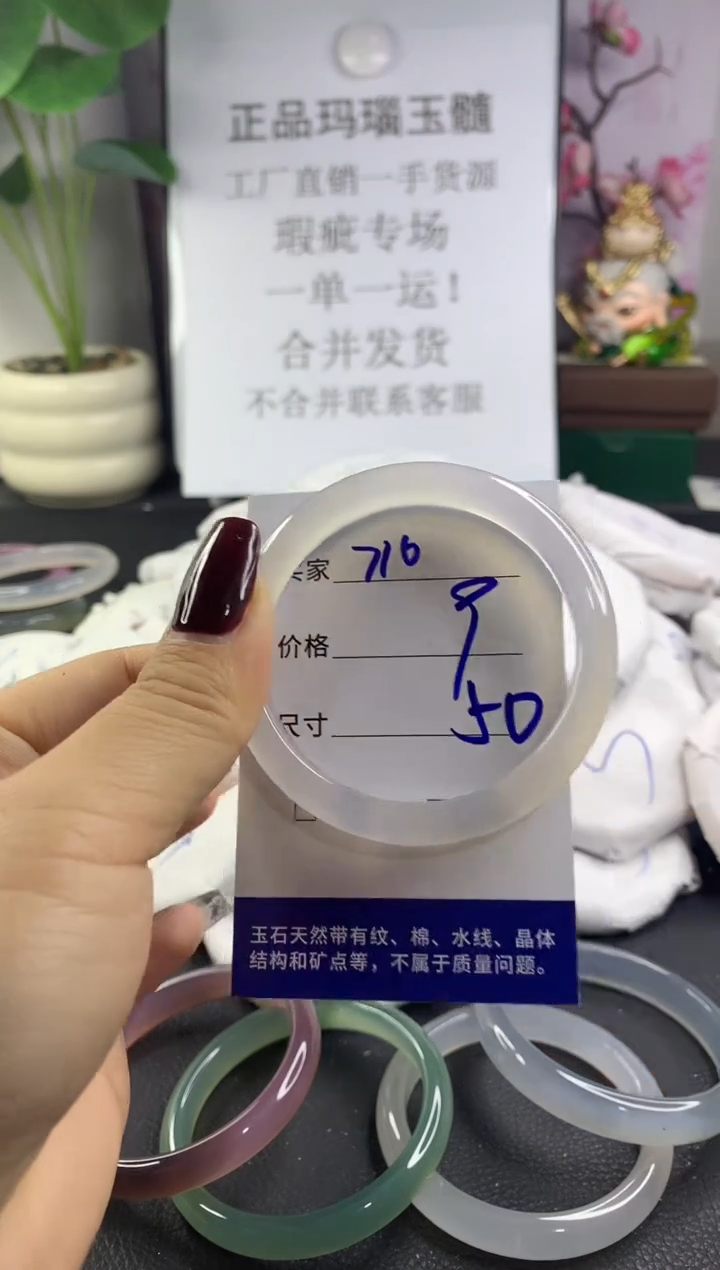 正品玛瑙玉髓
工厂直销一手货源
瑕疵专场
一单一运!
合并发货
不合并联系客服
家 716
价格 9
尺寸 50
玉石天然带有纹、棉、水线、晶体
结构和矿点等，不属于质量问题。